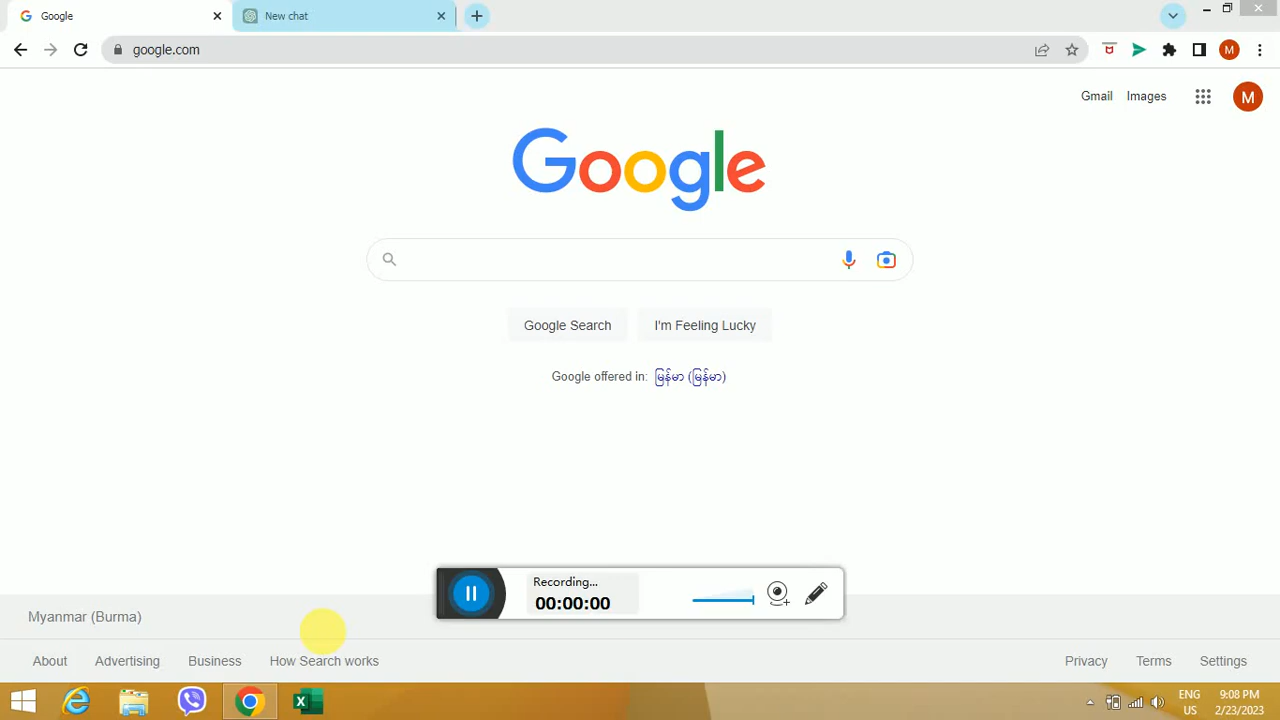 Google
New chat
google.com
M
Gmail
Images
M
Google
Google Search
I'm Feeling Lucky
Google offered in: မြန်မာ (မြန်မာ)
Recording...
00:00:00
Myanmar (Burma)
About
Advertising
Business
How Search works
Privacy
Terms
Settings
ENG
US
9:08 PM
2/23/2023